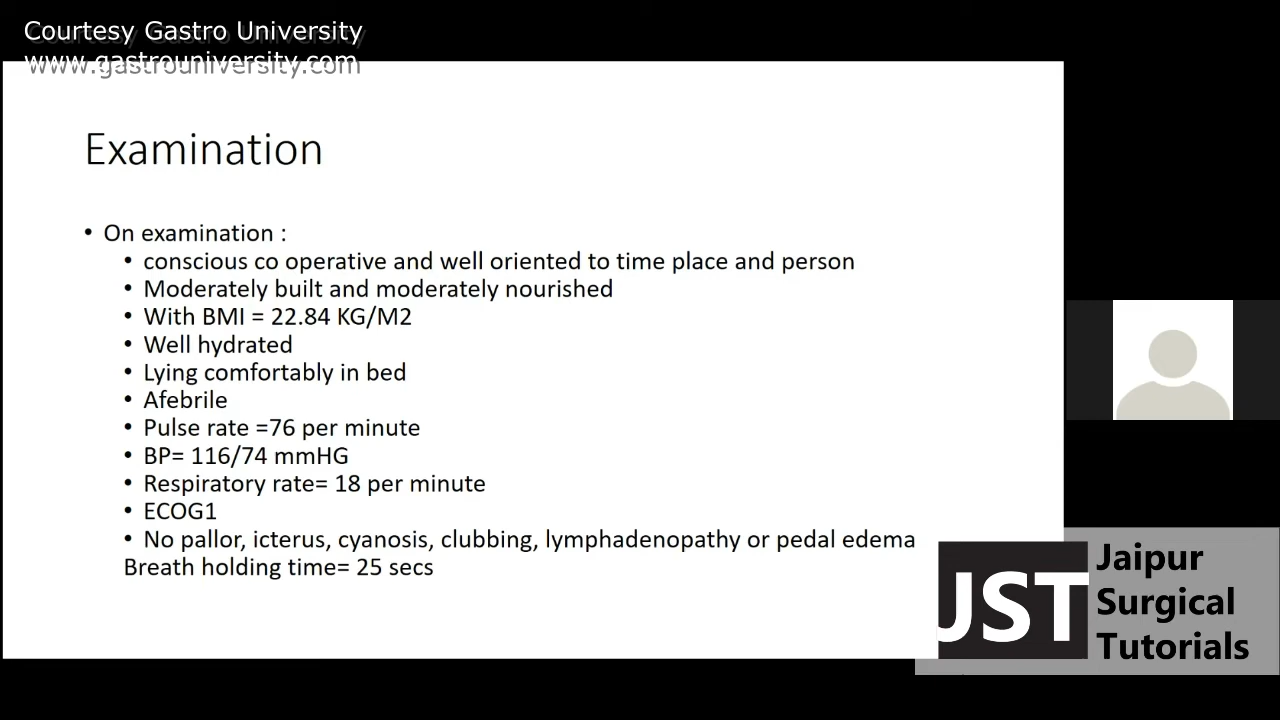 Courtesy Gastro University
www.gastrouniversity.com
Examination
• On examination :
• conscious co operative and well oriented to time place and person
• Moderately built and moderately nourished
• With BMI = 22.84 KG/M2
• Well hydrated
• Lying comfortably in bed
• Afebrile
• Pulse rate =76 per minute
• BP= 116/74 mmHG
• Respiratory rate= 18 per minute
• ECOG1
• No pallor, icterus, cyanosis, clubbing, lymphadenopathy or pedal edema
Breath holding time= 25 secs
JST
Jaipur
Surgical
Tutorials